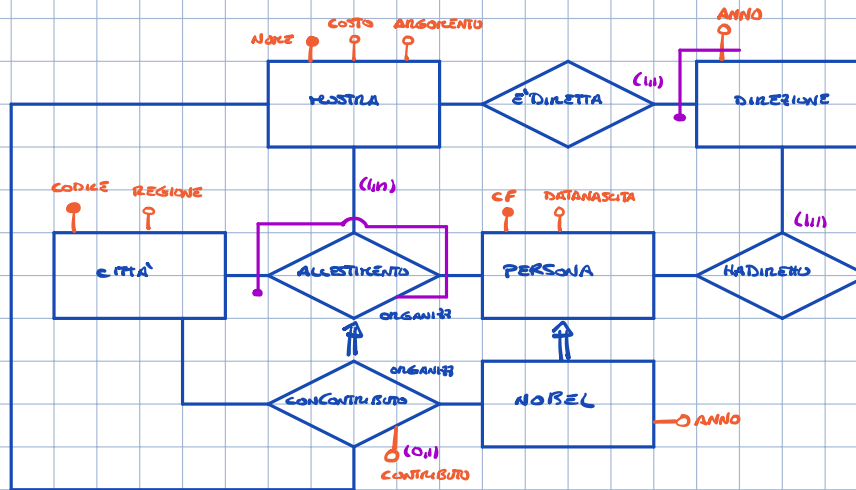 NOME COSTO ARGOMENTO ANNO
MOSTRA E' DIRETTA (1,1) DIREZIONE
(1,n)
CODICE REGIONE CF DATANASCITA (1,1)
CITTA' ALLESTIMENTO PERSONA HADIRETTO
ORGANIZZ
ORGANIZZ
CONCONTRIBUTO NOBEL
ANNO
(0,1)
CONTRIBUTO